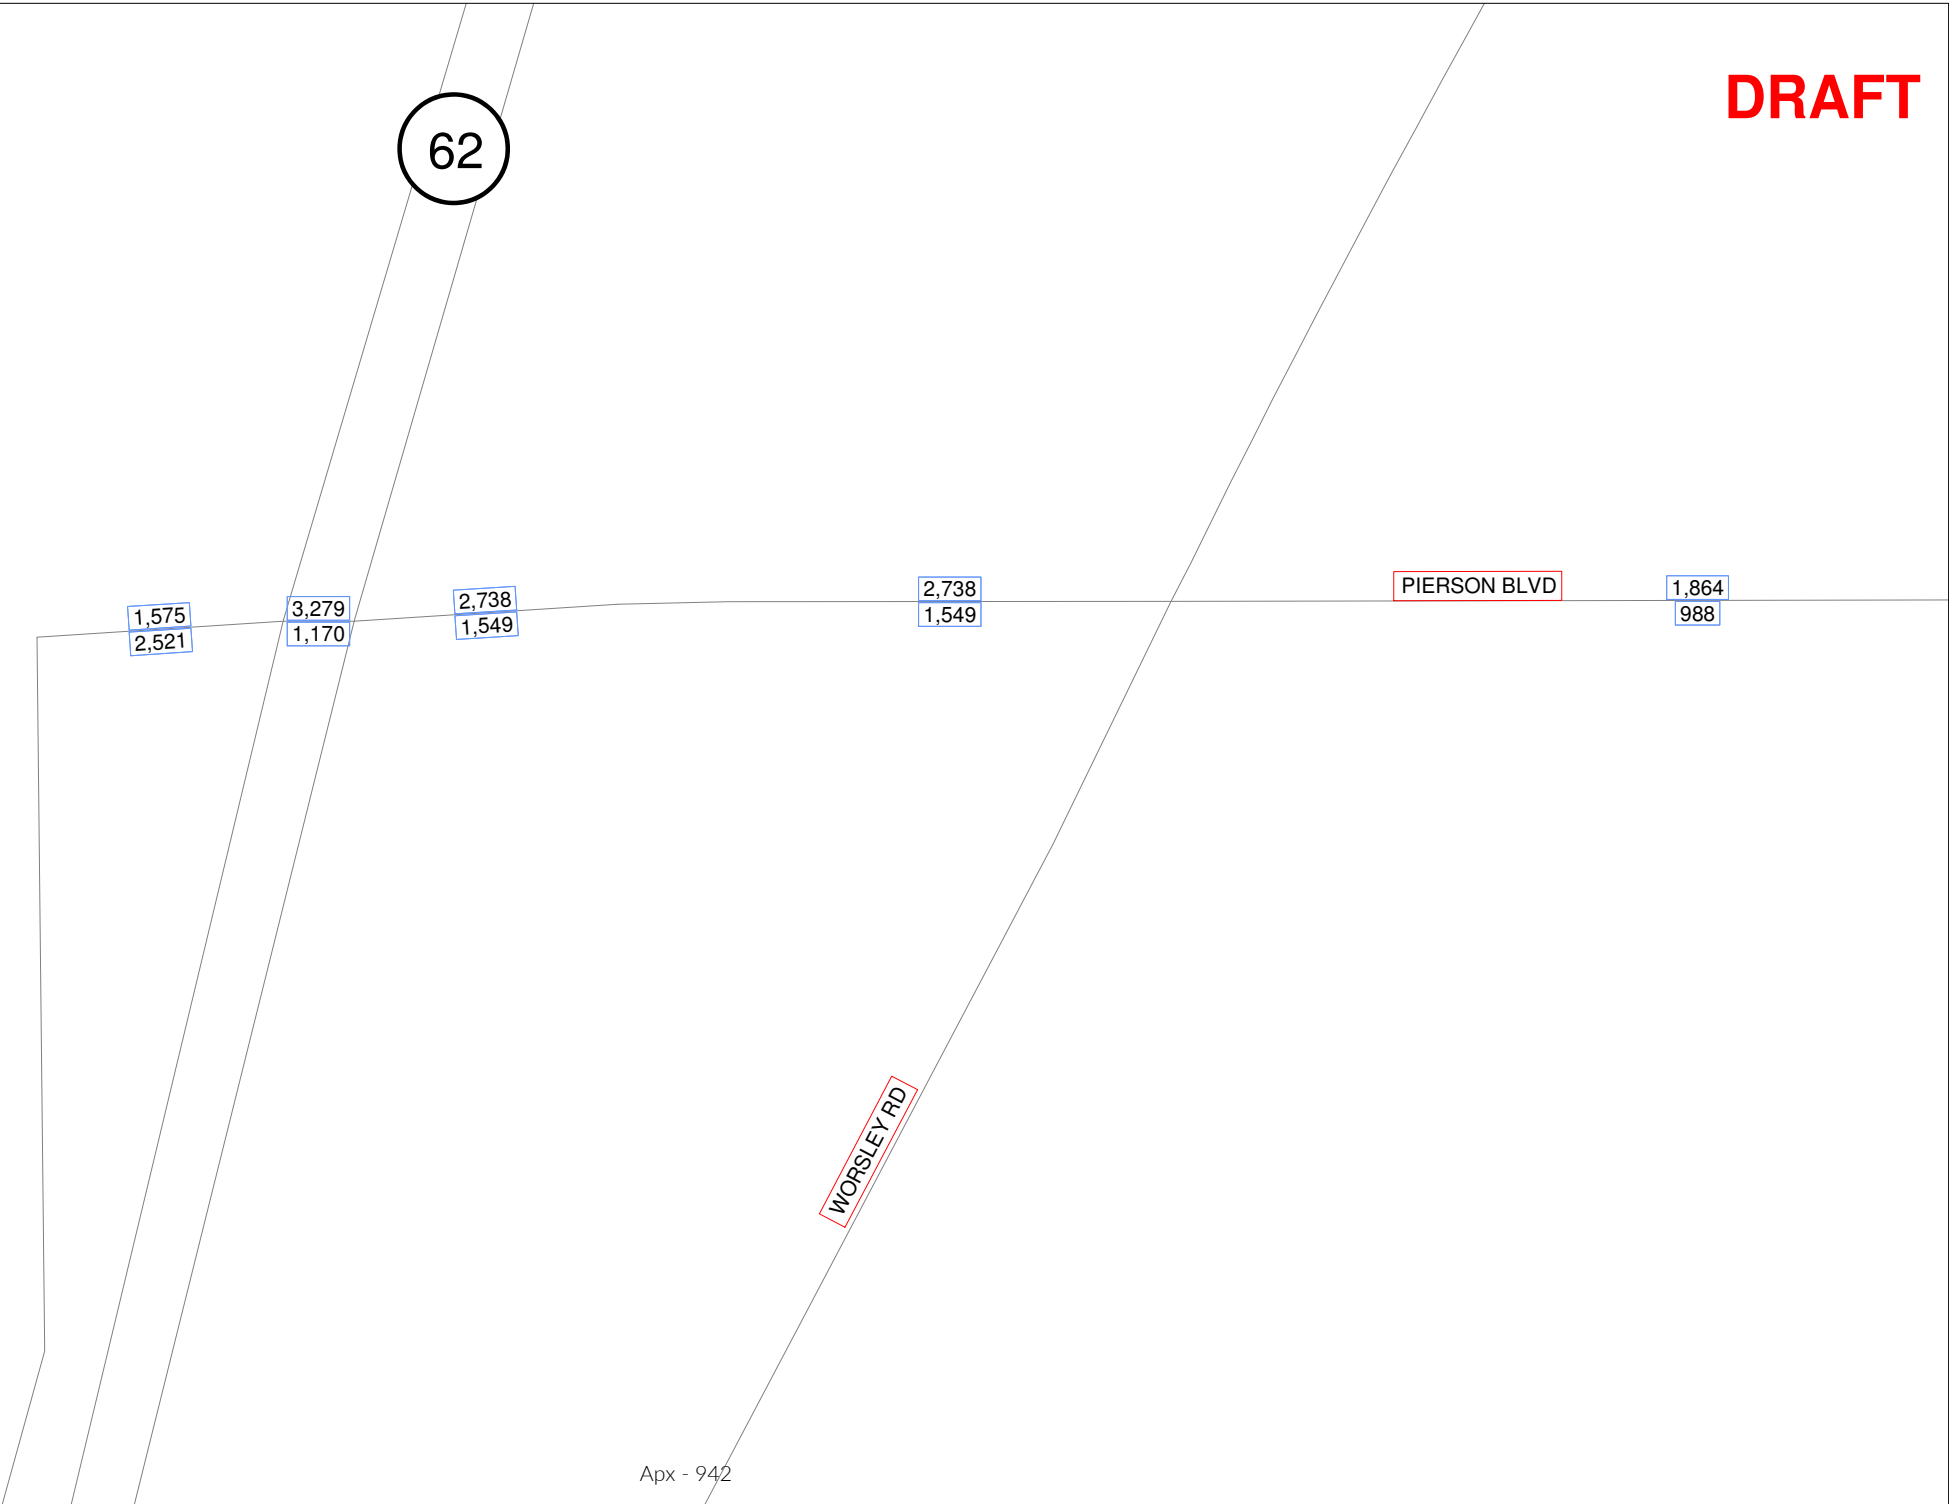 DRAFT
62
PIERSON BLVD
1,575
2,521
3,279
1,170
2,738
1,549
2,738
1,549
1,864
988
WORSLEY RD
Apx - 942